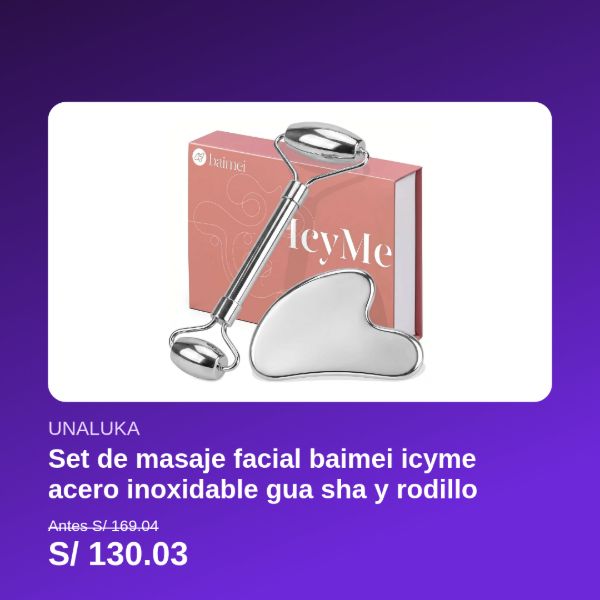 baimei
IcyMe
UNALUKA
Set de masaje facial baimei icyme
acero inoxidable gua sha y rodillo
Antes S/ 169.04
S/ 130.03